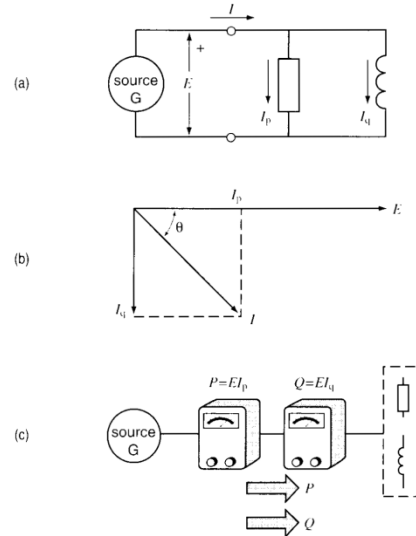 I
(a)
source
G
+
E
Ip
Iq
Ip
E
θ
(b)
Iq
I
P=EIp
Q=EIq
source
G
(c)
P
Q